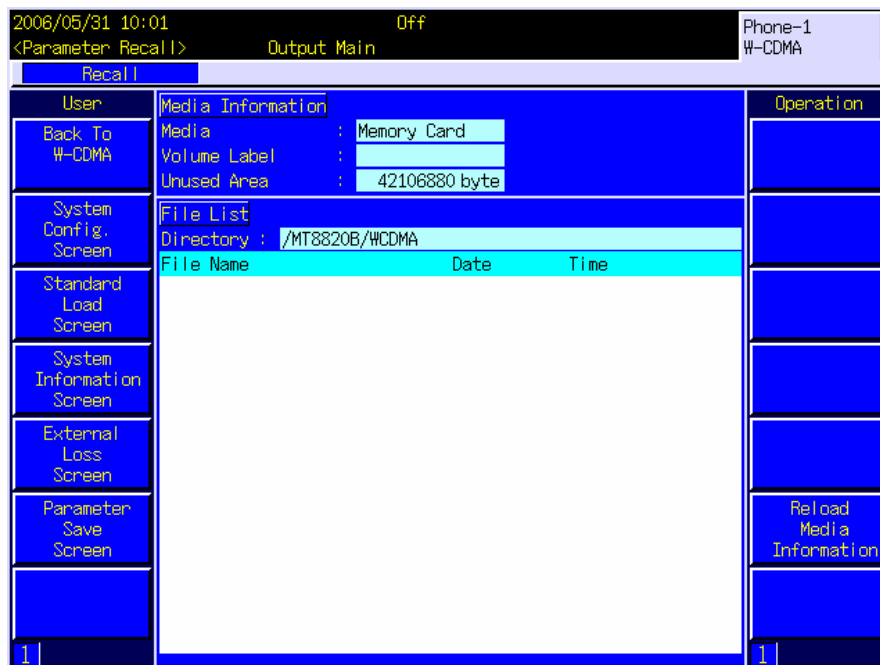 2006/05/31 10:01 Off
<Parameter Recall> Output Main
Phone-1
W-CDMA
Recall
User
Back To
W-CDMA
System
Config.
Screen
Standard
Load
Screen
System
Information
Screen
External
Loss
Screen
Parameter
Save
Screen
1
Media Information
Media : Memory Card
Volume Label :
Unused Area : 42106880 byte
File List
Directory : /MT8820B/WCDMA
File Name Date Time
Operation
Reload
Media
Information
1